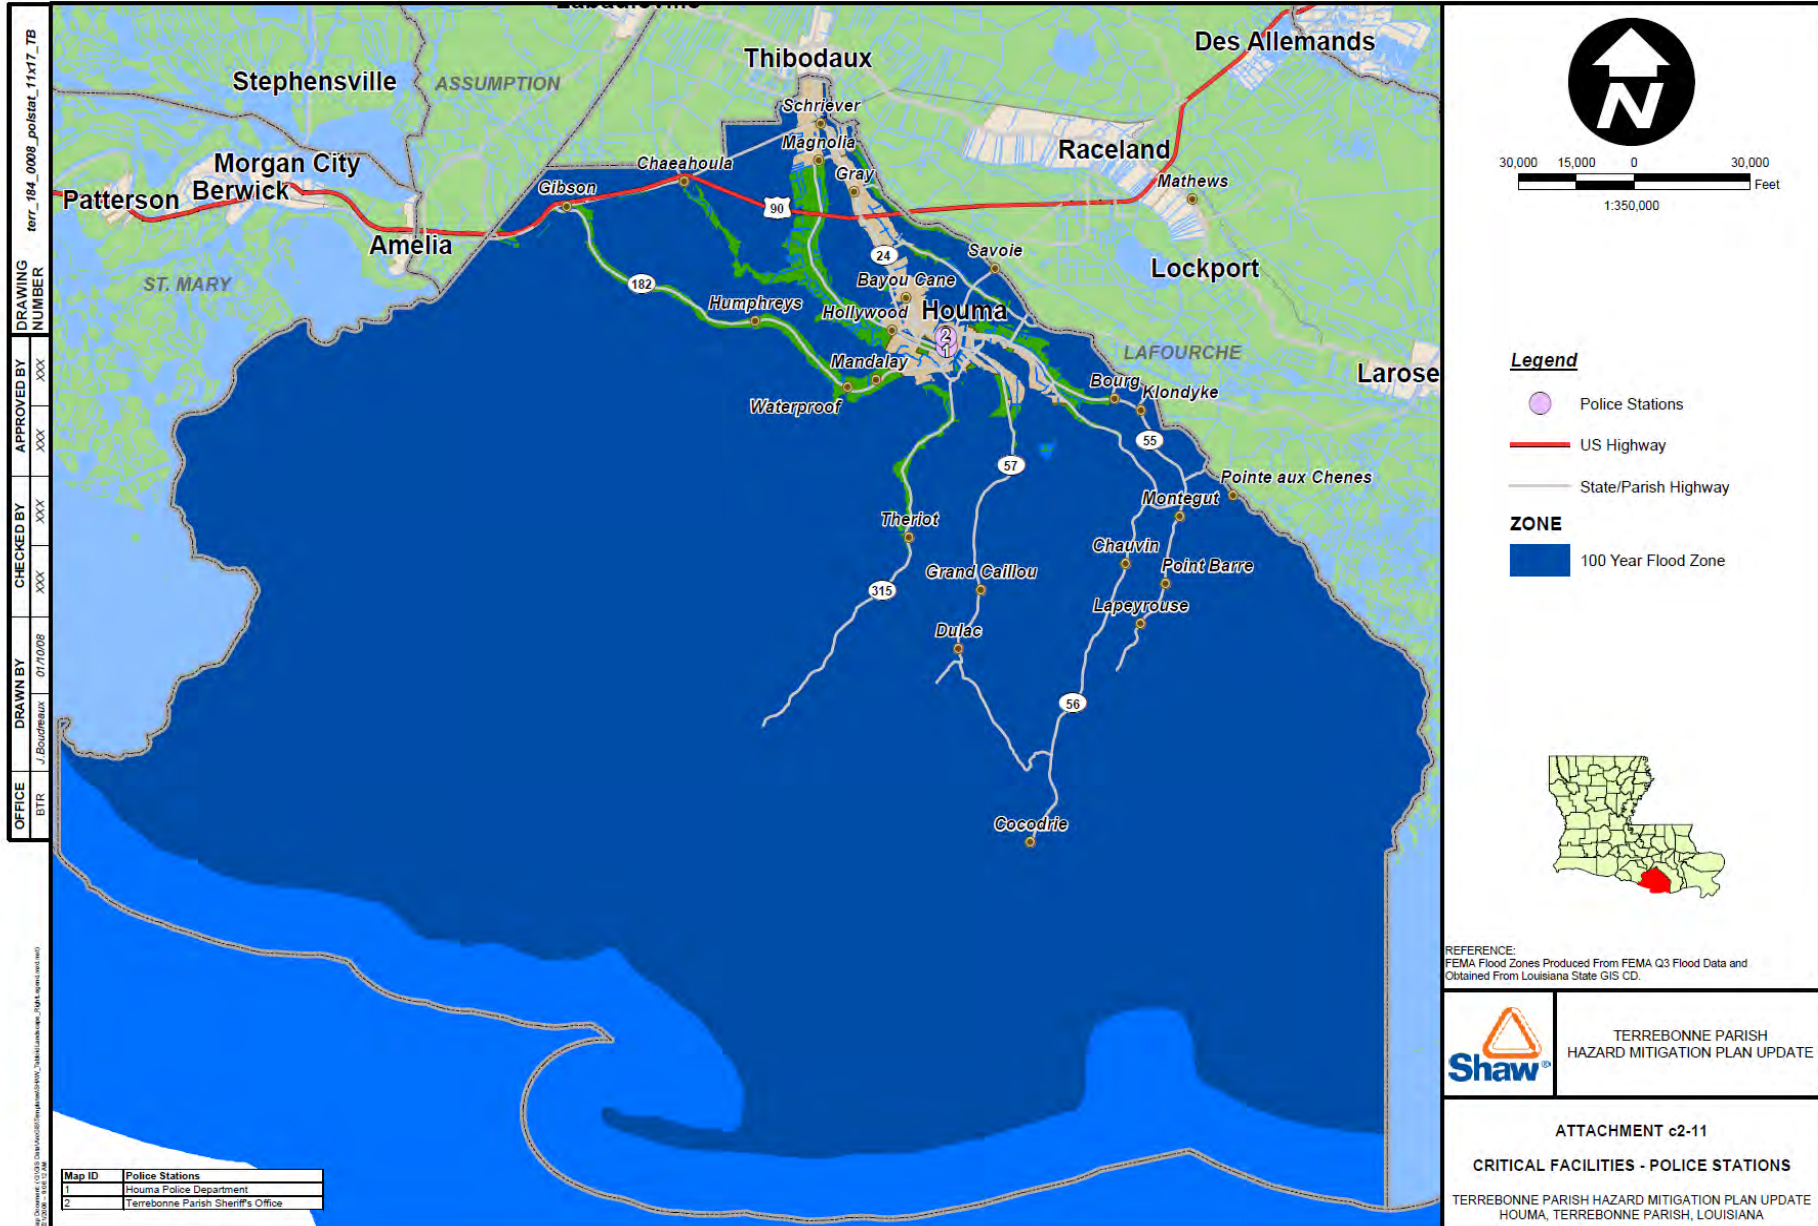 Labadieville
Thibodaux
Des Allemands
Stephensville
ASSUMPTION
Schriever
Magnolia
Raceland
Morgan City
Chacahoula
Gray
Mathews
Patterson
Berwick
Gibson
90
Amelia
24
Savoie
Lockport
ST. MARY
182
Bayou Cane
Humphreys
Hollywood
Houma
2
1
LAFOURCHE
Mandalay
Larose
Waterproof
Bourg
Klondyke
55
57
Pointe aux Chenes
Montegut
Theriot
Chauvin
Point Barre
Grand Caillou
315
Lapeyrouse
Dulac
56
Cocodrie
Map ID Police Stations
1 Houma Police Department
2 Terrebonne Parish Sheriff's Office
N
30,000 15,000 0 30,000
Feet
1:350,000
Legend
Police Stations
US Highway
State/Parish Highway
ZONE
100 Year Flood Zone
REFERENCE:
FEMA Flood Zones Produced From FEMA Q3 Flood Data and
Obtained From Louisiana State GIS CD.
Shaw®
TERREBONNE PARISH
HAZARD MITIGATION PLAN UPDATE
ATTACHMENT c2-11
CRITICAL FACILITIES - POLICE STATIONS
TERREBONNE PARISH HAZARD MITIGATION PLAN UPDATE
HOUMA, TERREBONNE PARISH, LOUISIANA
OFFICE
BTR
DRAWN BY
J.Boudreaux 01/10/08
CHECKED BY
XXX XXX
APPROVED BY
XXX XXX
DRAWING
NUMBER
terr_184_0008_polstat_11x17_TB